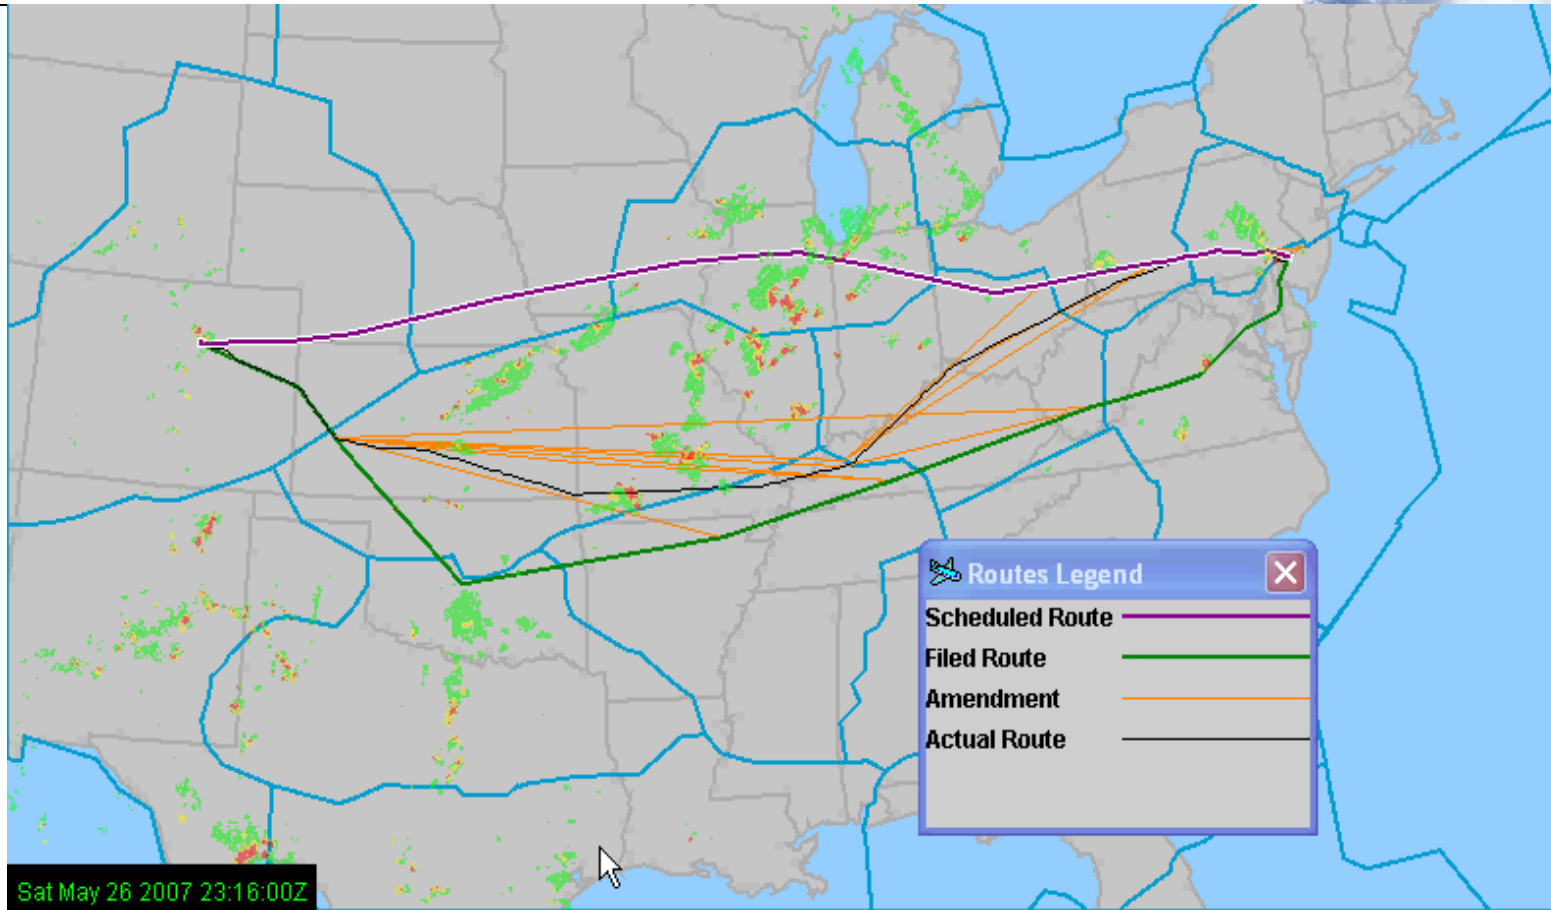 Routes Legend
Scheduled Route
Filed Route
Amendment
Actual Route
Sat May 26 2007 23:16:00Z